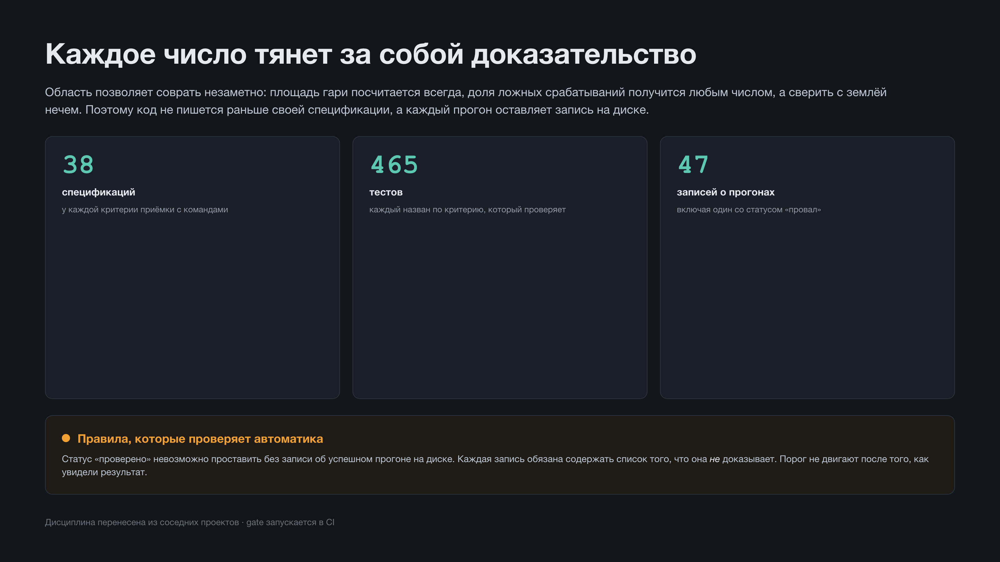 Каждое число тянет за собой доказательство
Область позволяет соврать незаметно: площадь гари посчитается всегда, доля ложных срабатываний получится любым числом, а сверить с землёй
нечем. Поэтому код не пишется раньше своей спецификации, а каждый прогон оставляет запись на диске.
38
спецификаций
у каждой критерии приёмки с командами
465
тестов
каждый назван по критерию, который проверяет
47
записей о прогонах
включая один со статусом «провал»
Правила, которые проверяет автоматика
Статус «проверено» невозможно проставить без записи об успешном прогоне на диске. Каждая запись обязана содержать список того, что она не доказывает. Порог не двигают после того, как
увидели результат.
Дисциплина перенесена из соседних проектов · gate запускается в CI